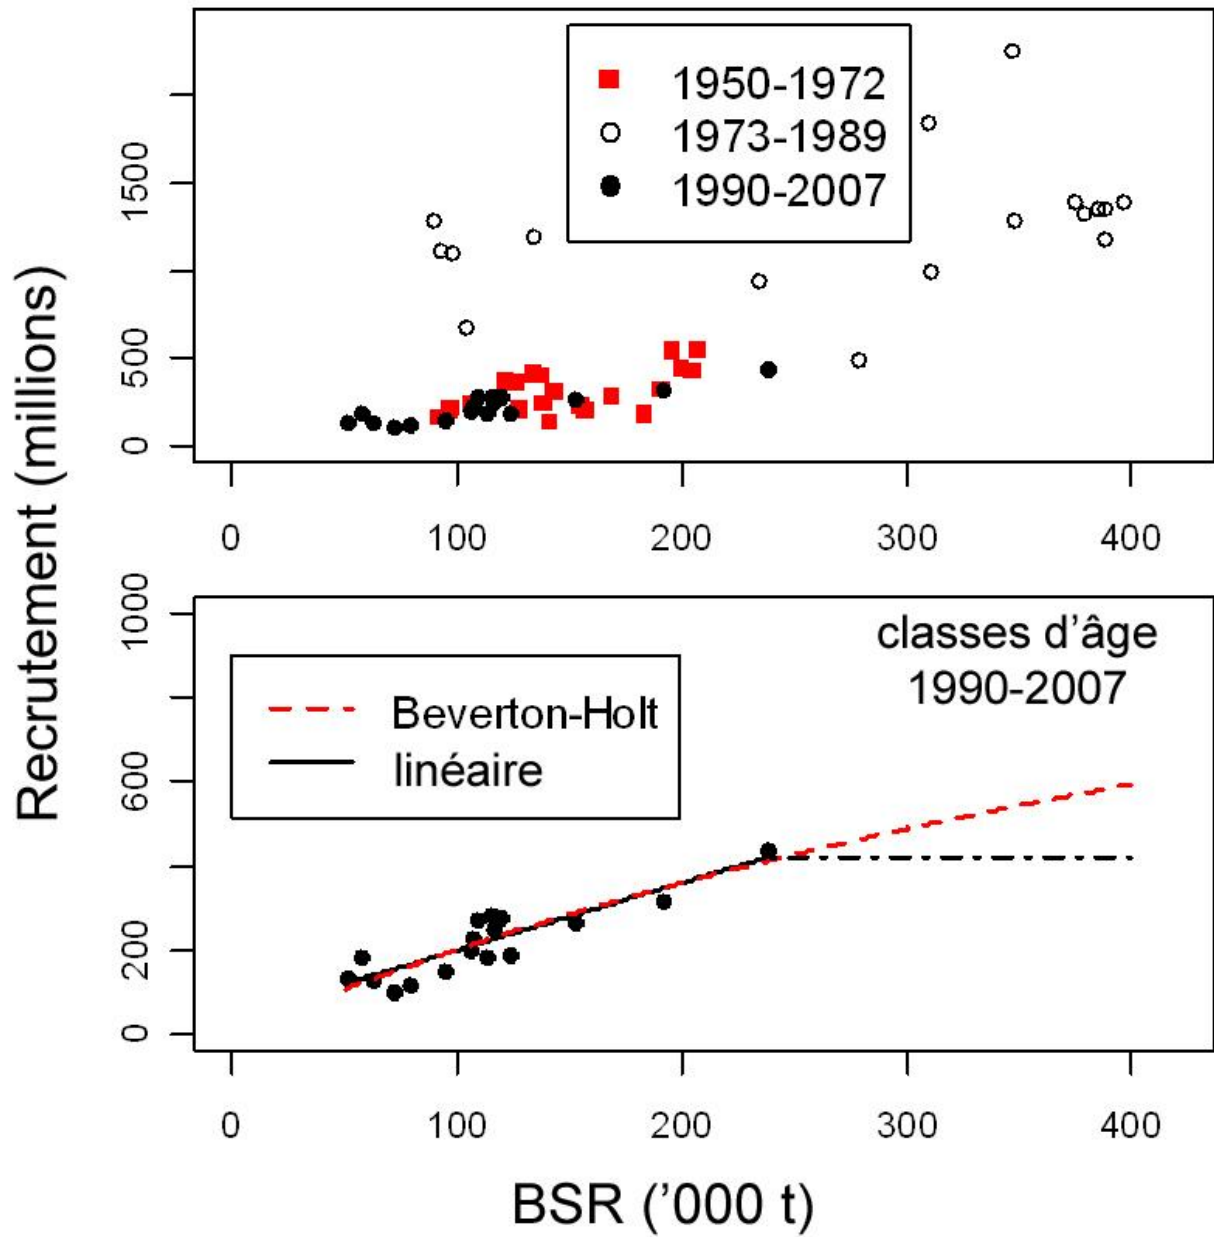 1950-1972
1973-1989
1990-2007
1500
500
0
0 100 200 300 400
Recrutement (millions)
classes d’âge
1990-2007
Beverton-Holt
linéaire
1000
600
200
0
0 100 200 300 400
BSR (’000 t)